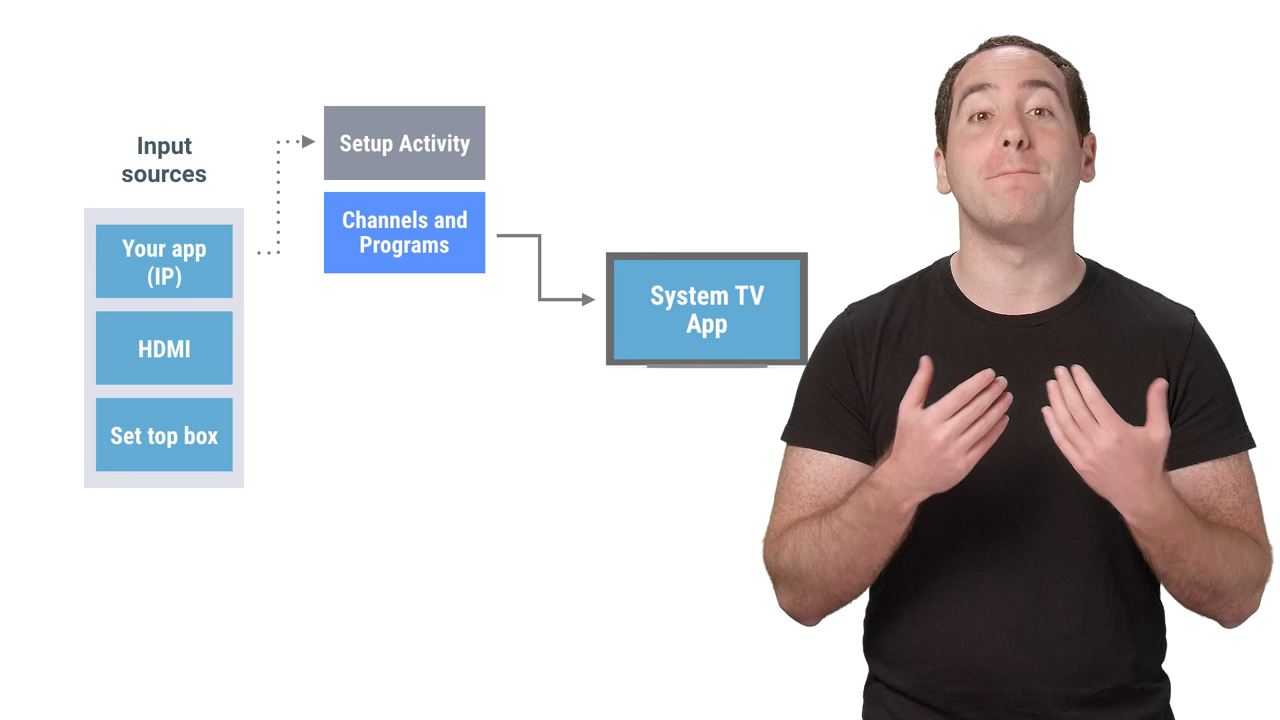 Input
sources
Your app
(IP)
HDMI
Set top box
Setup Activity
Channels and
Programs
System TV
App